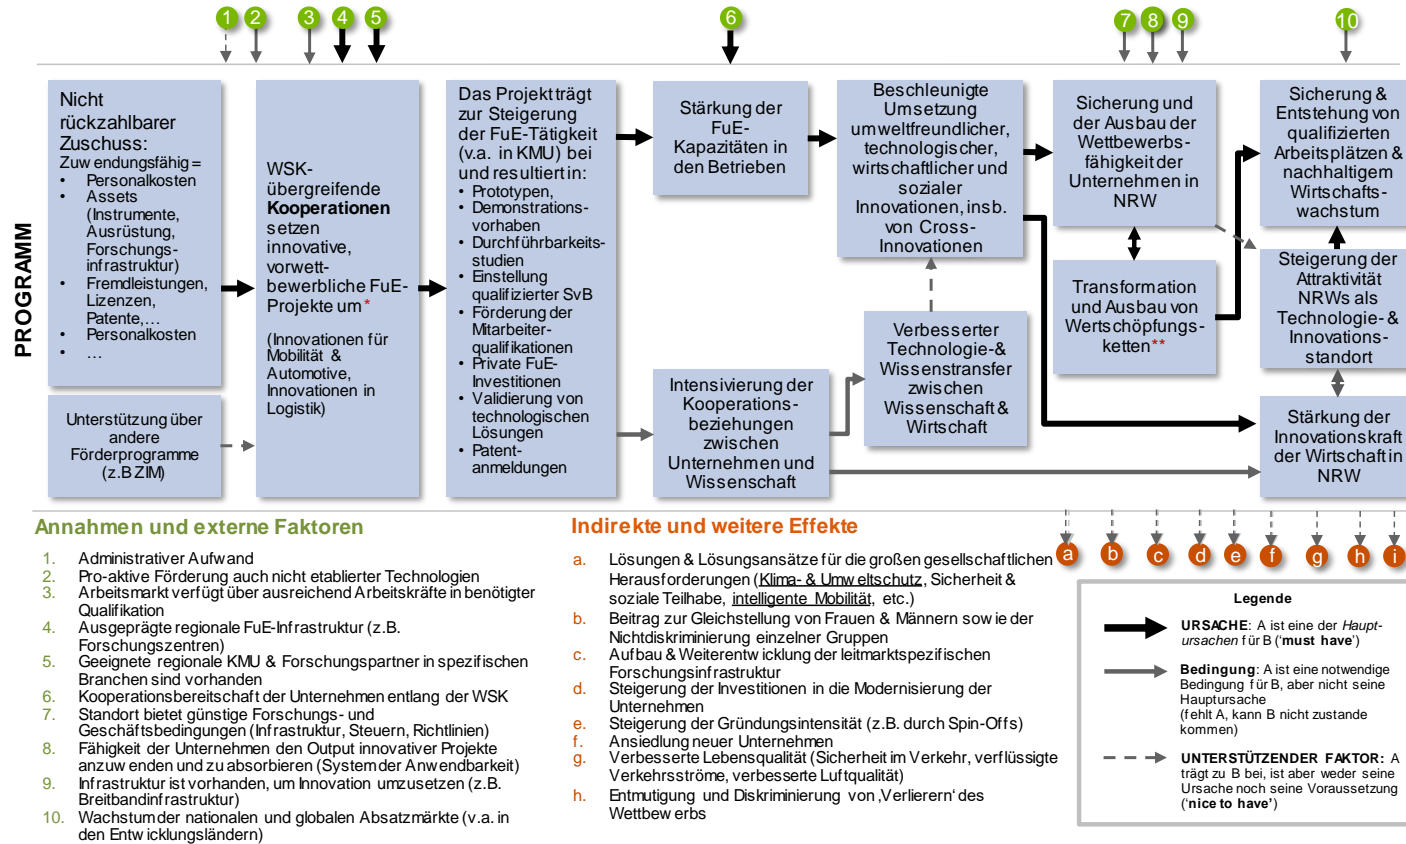 1
2
3
4
5
6
7
8
9
10
PROGRAMM
Nicht
rückzahlbarer
Zuschuss:
Zuwendungsfähig =
• Personalkosten
• Assets
(Instrumente,
Ausrüstung,
Forschungs-
infrastruktur)
• Fremdleistungen,
Lizenzen,
Patente,…
• Personalkosten
• …
Unterstützung über
andere
Förderprogramme
(z.B ZIM)
WSK-
übergreifende
Kooperationen
setzen
innovative,
vorwett-
bewerbliche FuE-
Projekte um *
(Innovationen für
Mobilität &
Automotive,
Innovationen in
Logistik)
Das Projekt trägt
zur Steigerung
der FuE-Tätigkeit
(v.a. in KMU) bei
und resultiert in:
• Prototypen,
• Demonstrations-
vorhaben
• Durchführbarkeits-
studien
• Einstellung
qualifizierter SvB
• Förderung der
Mitarbeiter-
qualifikationen
• Private FuE-
Investitionen
• Validierung von
technologischen
Lösungen
• Patent-
anmeldungen
Stärkung der
FuE-
Kapazitäten in
den Betrieben
Intensivierung der
Kooperations-
beziehungen
zwischen
Unternehmen und
Wissenschaft
Beschleunigte
Umsetzung
umweltfreundlicher,
technologischer,
wirtschaftlicher und
sozialer
Innovationen, insb.
von Cross-
Innovationen
Verbesserter
Technologie- &
Wissenstransfer
zwischen
Wissenschaft &
Wirtschaft
Sicherung und
der Ausbau der
Wettbewerbs-
fähigkeit der
Unternehmen in
NRW
Transformation
und Ausbau von
Wertschöpfungs-
ketten**
Sicherung &
Entstehung von
qualifizierten
Arbeitsplätzen &
nachhaltigem
Wirtschafts-
wachstum
Steigerung der
Attraktivität
NRWs als
Technologie- &
Innovations-
standort
Stärkung der
Innovationskraft
der Wirtschaft in
NRW
Annahmen und externe Faktoren
1. Administrativer Aufwand
2. Pro-aktive Förderung auch nicht etablierter Technologien
3. Arbeitsmarkt verfügt über ausreichend Arbeitskräfte in benötigter
Qualifikation
4. Ausgeprägte regionale FuE-Infrastruktur (z.B.
Forschungszentren)
5. Geeignete regionale KMU & Forschungspartner in spezifischen
Branchen sind vorhanden
6. Kooperationsbereitschaft der Unternehmen entlang der WSK
7. Standort bietet günstige Forschungs- und
Geschäftsbedingungen (Infrastruktur, Steuern, Richtlinien)
8. Fähigkeit der Unternehmen den Output innovativer Projekte
anzuwenden und zu absorbieren (System der Anwendbarkeit)
9. Infrastruktur ist vorhanden, um Innovation umzusetzen (z.B.
Breitbandinfrastruktur)
10. Wachstum der nationalen und globalen Absatzmärkte (v.a. in
den Entwicklungsländern)
Indirekte und weitere Effekte
a. Lösungen & Lösungsansätze für die großen gesellschaftlichen
Herausforderungen (Klima- & Umweltschutz, Sicherheit &
soziale Teilhabe, intelligente Mobilität, etc.)
b. Beitrag zur Gleichstellung von Frauen & Männern sowie der
Nichtdiskriminierung einzelner Gruppen
c. Aufbau & Weiterentwicklung der leitmarktspezifischen
Forschungsinfrastruktur
d. Steigerung der Investitionen in die Modernisierung der
Unternehmen
e. Steigerung der Gründungsintensität (z.B. durch Spin-Offs)
f. Ansiedlung neuer Unternehmen
g. Verbesserte Lebensqualität (Sicherheit im Verkehr, verflüssigte
Verkehrsströme, verbesserte Luftqualität)
h. Entmutigung und Diskriminierung von ‚Verlierern' des
Wettbewerbs
a
b
c
d
e
f
g
h
i
Legende
URSACHE: A ist eine der Haupt-
ursachen für B ('must have')
Bedingung: A ist eine notwendige
Bedingung für B, aber nicht seine
Hauptursache
(fehlt A, kann B nicht zustande
kommen)
UNTERSTÜTZENDER FAKTOR: A
trägt zu B bei, ist aber weder seine
Ursache noch seine Voraussetzung
('nice to have')